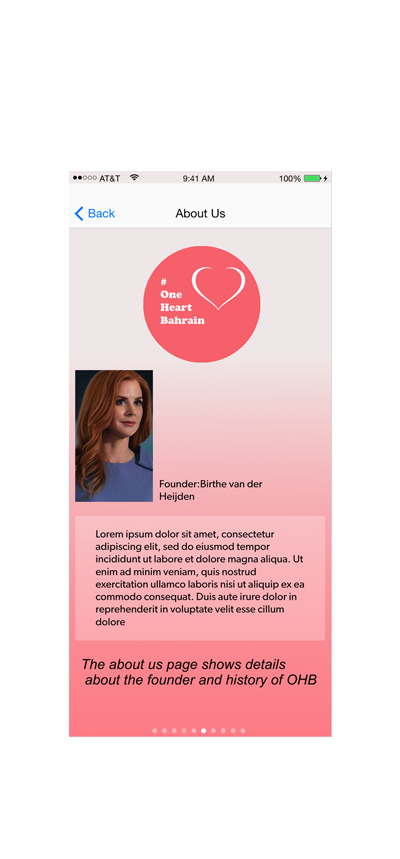 AT&T 9:41 AM 100%
Back About Us
#
One
Heart
Bahrain
Founder:Birthe van der
Heijden
Lorem ipsum dolor sit amet, consectetur
adipiscing elit, sed do eiusmod tempor
incididunt ut labore et dolore magna aliqua. Ut
enim ad minim veniam, quis nostrud
exercitation ullamco laboris nisi ut aliquip ex ea
commodo consequat. Duis aute irure dolor in
reprehenderit in voluptate velit esse cillum
dolore
The about us page shows details
about the founder and history of OHB